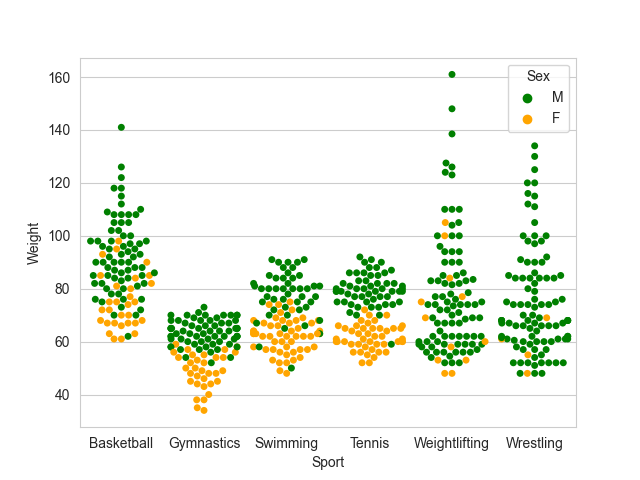 Sex
M
F
160
140
120
100
80
60
40
Weight
Basketball Gymnastics Swimming Tennis Weightlifting Wrestling
Sport